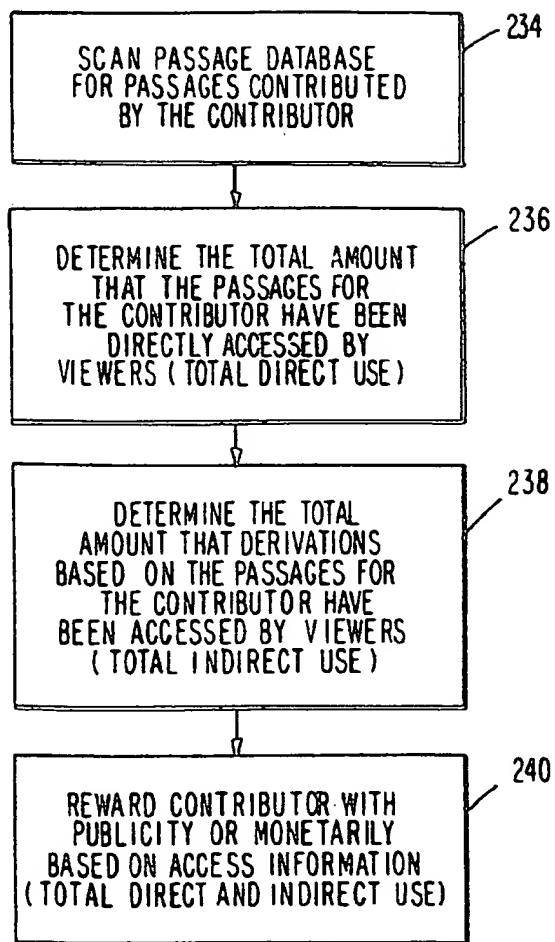 234
SCAN PASSAGE DATABASE
FOR PASSAGES CONTRIBUTED
BY THE CONTRIBUTOR
236
DETERMINE THE TOTAL AMOUNT
THAT THE PASSAGES FOR
THE CONTRIBUTOR HAVE BEEN
DIRECTLY ACCESSED BY
VIEWERS (TOTAL DIRECT USE)
238
DETERMINE THE TOTAL
AMOUNT THAT DERIVATIONS
BASED ON THE PASSAGES FOR
THE CONTRIBUTOR HAVE
BEEN ACCESSED BY VIEWERS
(TOTAL INDIRECT USE)
240
REWARD CONTRIBUTOR WITH
PUBLICITY OR MONETARILY
BASED ON ACCESS INFORMATION
(TOTAL DIRECT AND INDIRECT USE)